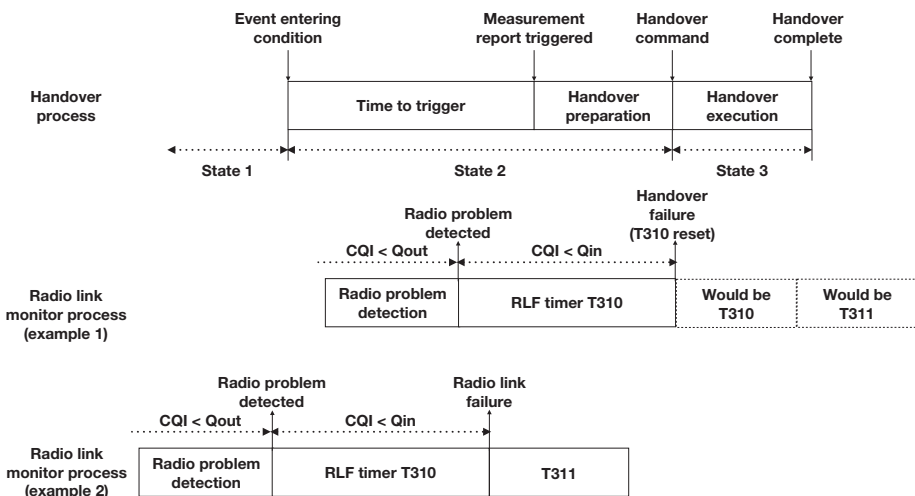 Event entering
condition
Measurement
report triggered
Handover
command
Handover
complete
Handover
process
Time to trigger
Handover
preparation
Handover
execution
State 1
State 2
State 3
Radio problem
detected
Handover
failure
(T310 reset)
CQI < Qout
CQI < Qin
Radio link
monitor process
(example 1)
Radio problem
detection
RLF timer T310
Would be
T310
Would be
T311
Radio problem
detected
Radio link
failure
CQI < Qout
CQI < Qin
Radio link
monitor process
(example 2)
Radio problem
detection
RLF timer T310
T311